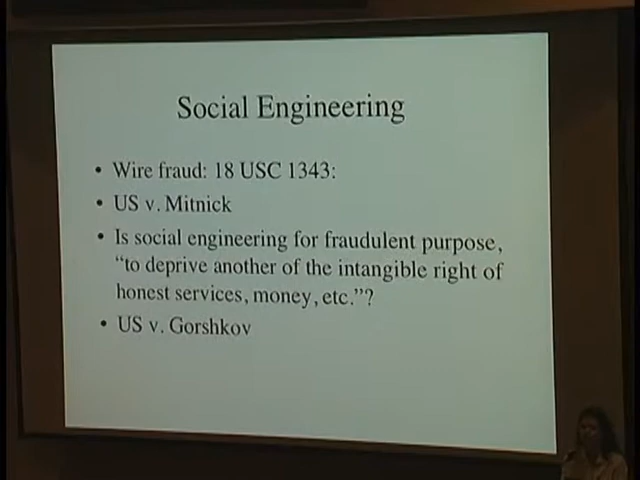 Social Engineering
• Wire fraud: 18 USC 1343:
• US v. Mitnick
• Is social engineering for fraudulent purpose,
“to deprive another of the intangible right of
honest services, money, etc.”?
• US v. Gorshkov